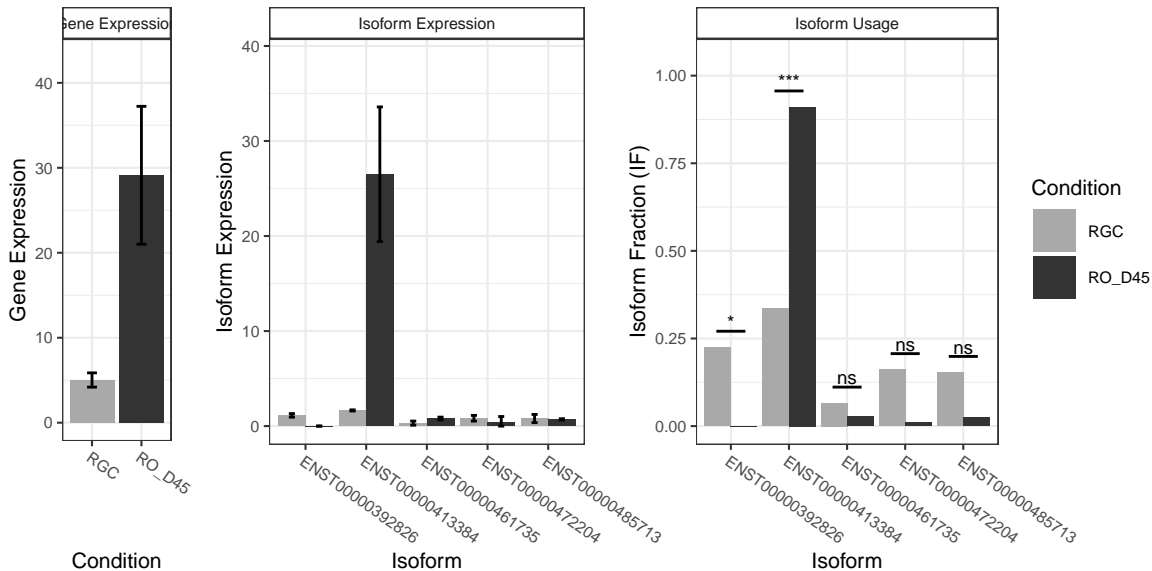 Gene Expression
Isoform Expression
Isoform Usage
Gene Expression
40
30
20
10
0
RGC
RO_D45
Condition
Isoform Expression
40
30
20
10
0
ENST00000392826
ENST00000413384
ENST00000461735
ENST00000472204
ENST00000485713
Isoform
Isoform Fraction (IF)
1.00
0.75
0.50
0.25
0.00
*
***
ns
ns
ns
ENST00000392826
ENST00000413384
ENST00000461735
ENST00000472204
ENST00000485713
Isoform
Condition
RGC
RO_D45